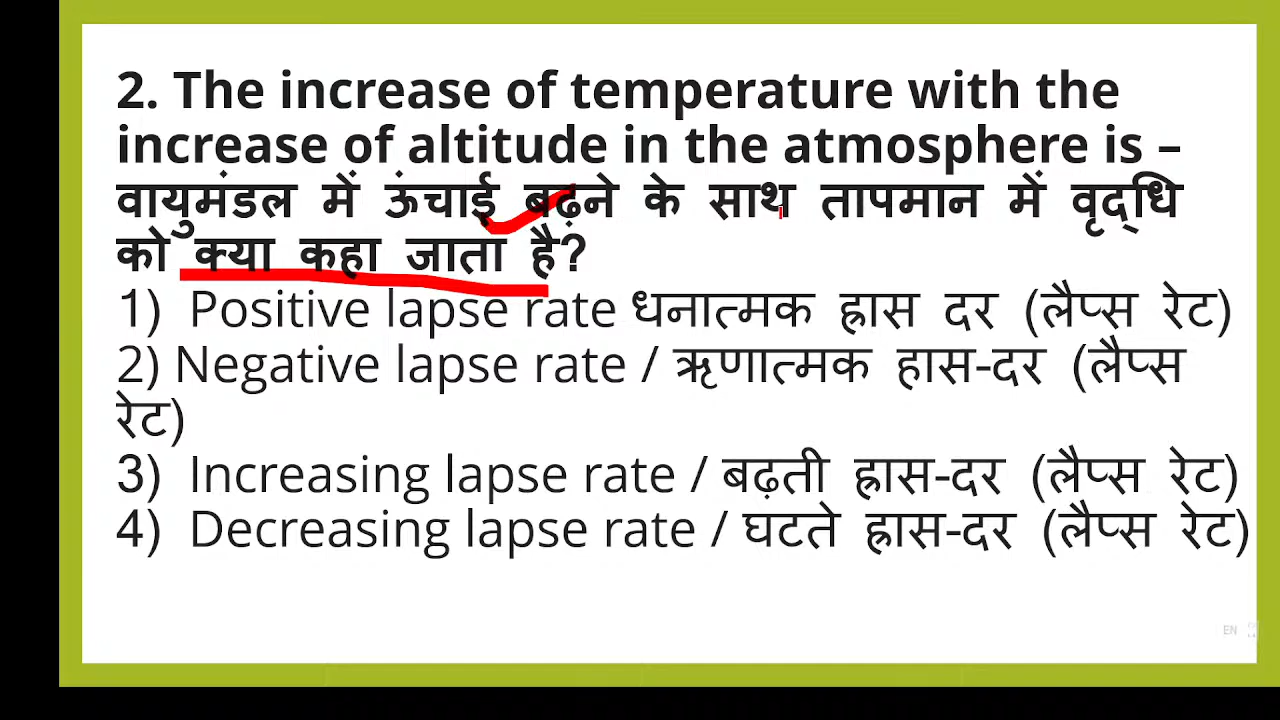 2. The increase of temperature with the
increase of altitude in the atmosphere is –
वायुमंडल में ऊंचाई बढ़ने के साथ तापमान में वृद्धि
को क्या कहा जाता है?
1) Positive lapse rate धनात्मक ह्रास दर (लैप्स रेट)
2) Negative lapse rate / ऋणात्मक हास-दर (लैप्स
रेट)
3) Increasing lapse rate / बढ़ती ह्रास-दर (लैप्स रेट)
4) Decreasing lapse rate / घटते ह्रास-दर (लैप्स रेट)
EN